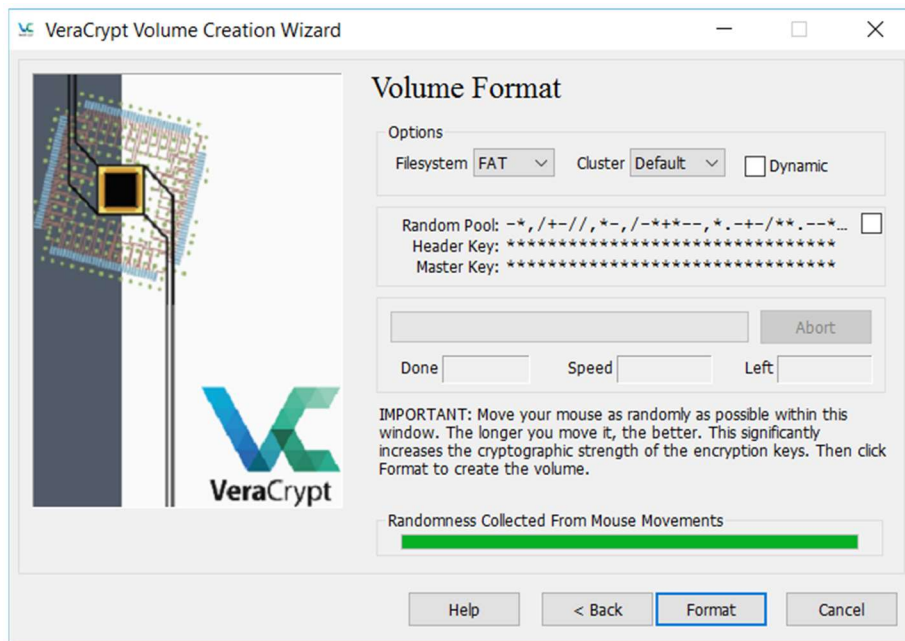 VeraCrypt Volume Creation Wizard
Volume Format
Options
Filesystem FAT Cluster Default Dynamic
Random Pool: -*,/+-//,*-,/-*+*--,*.-+-/**.--*...
Header Key: ********************************
Master Key: ********************************
Abort
Done Speed Left
IMPORTANT: Move your mouse as randomly as possible within this
window. The longer you move it, the better. This significantly
increases the cryptographic strength of the encryption keys. Then click
Format to create the volume.
VeraCrypt
Randomness Collected From Mouse Movements
Help < Back Format Cancel